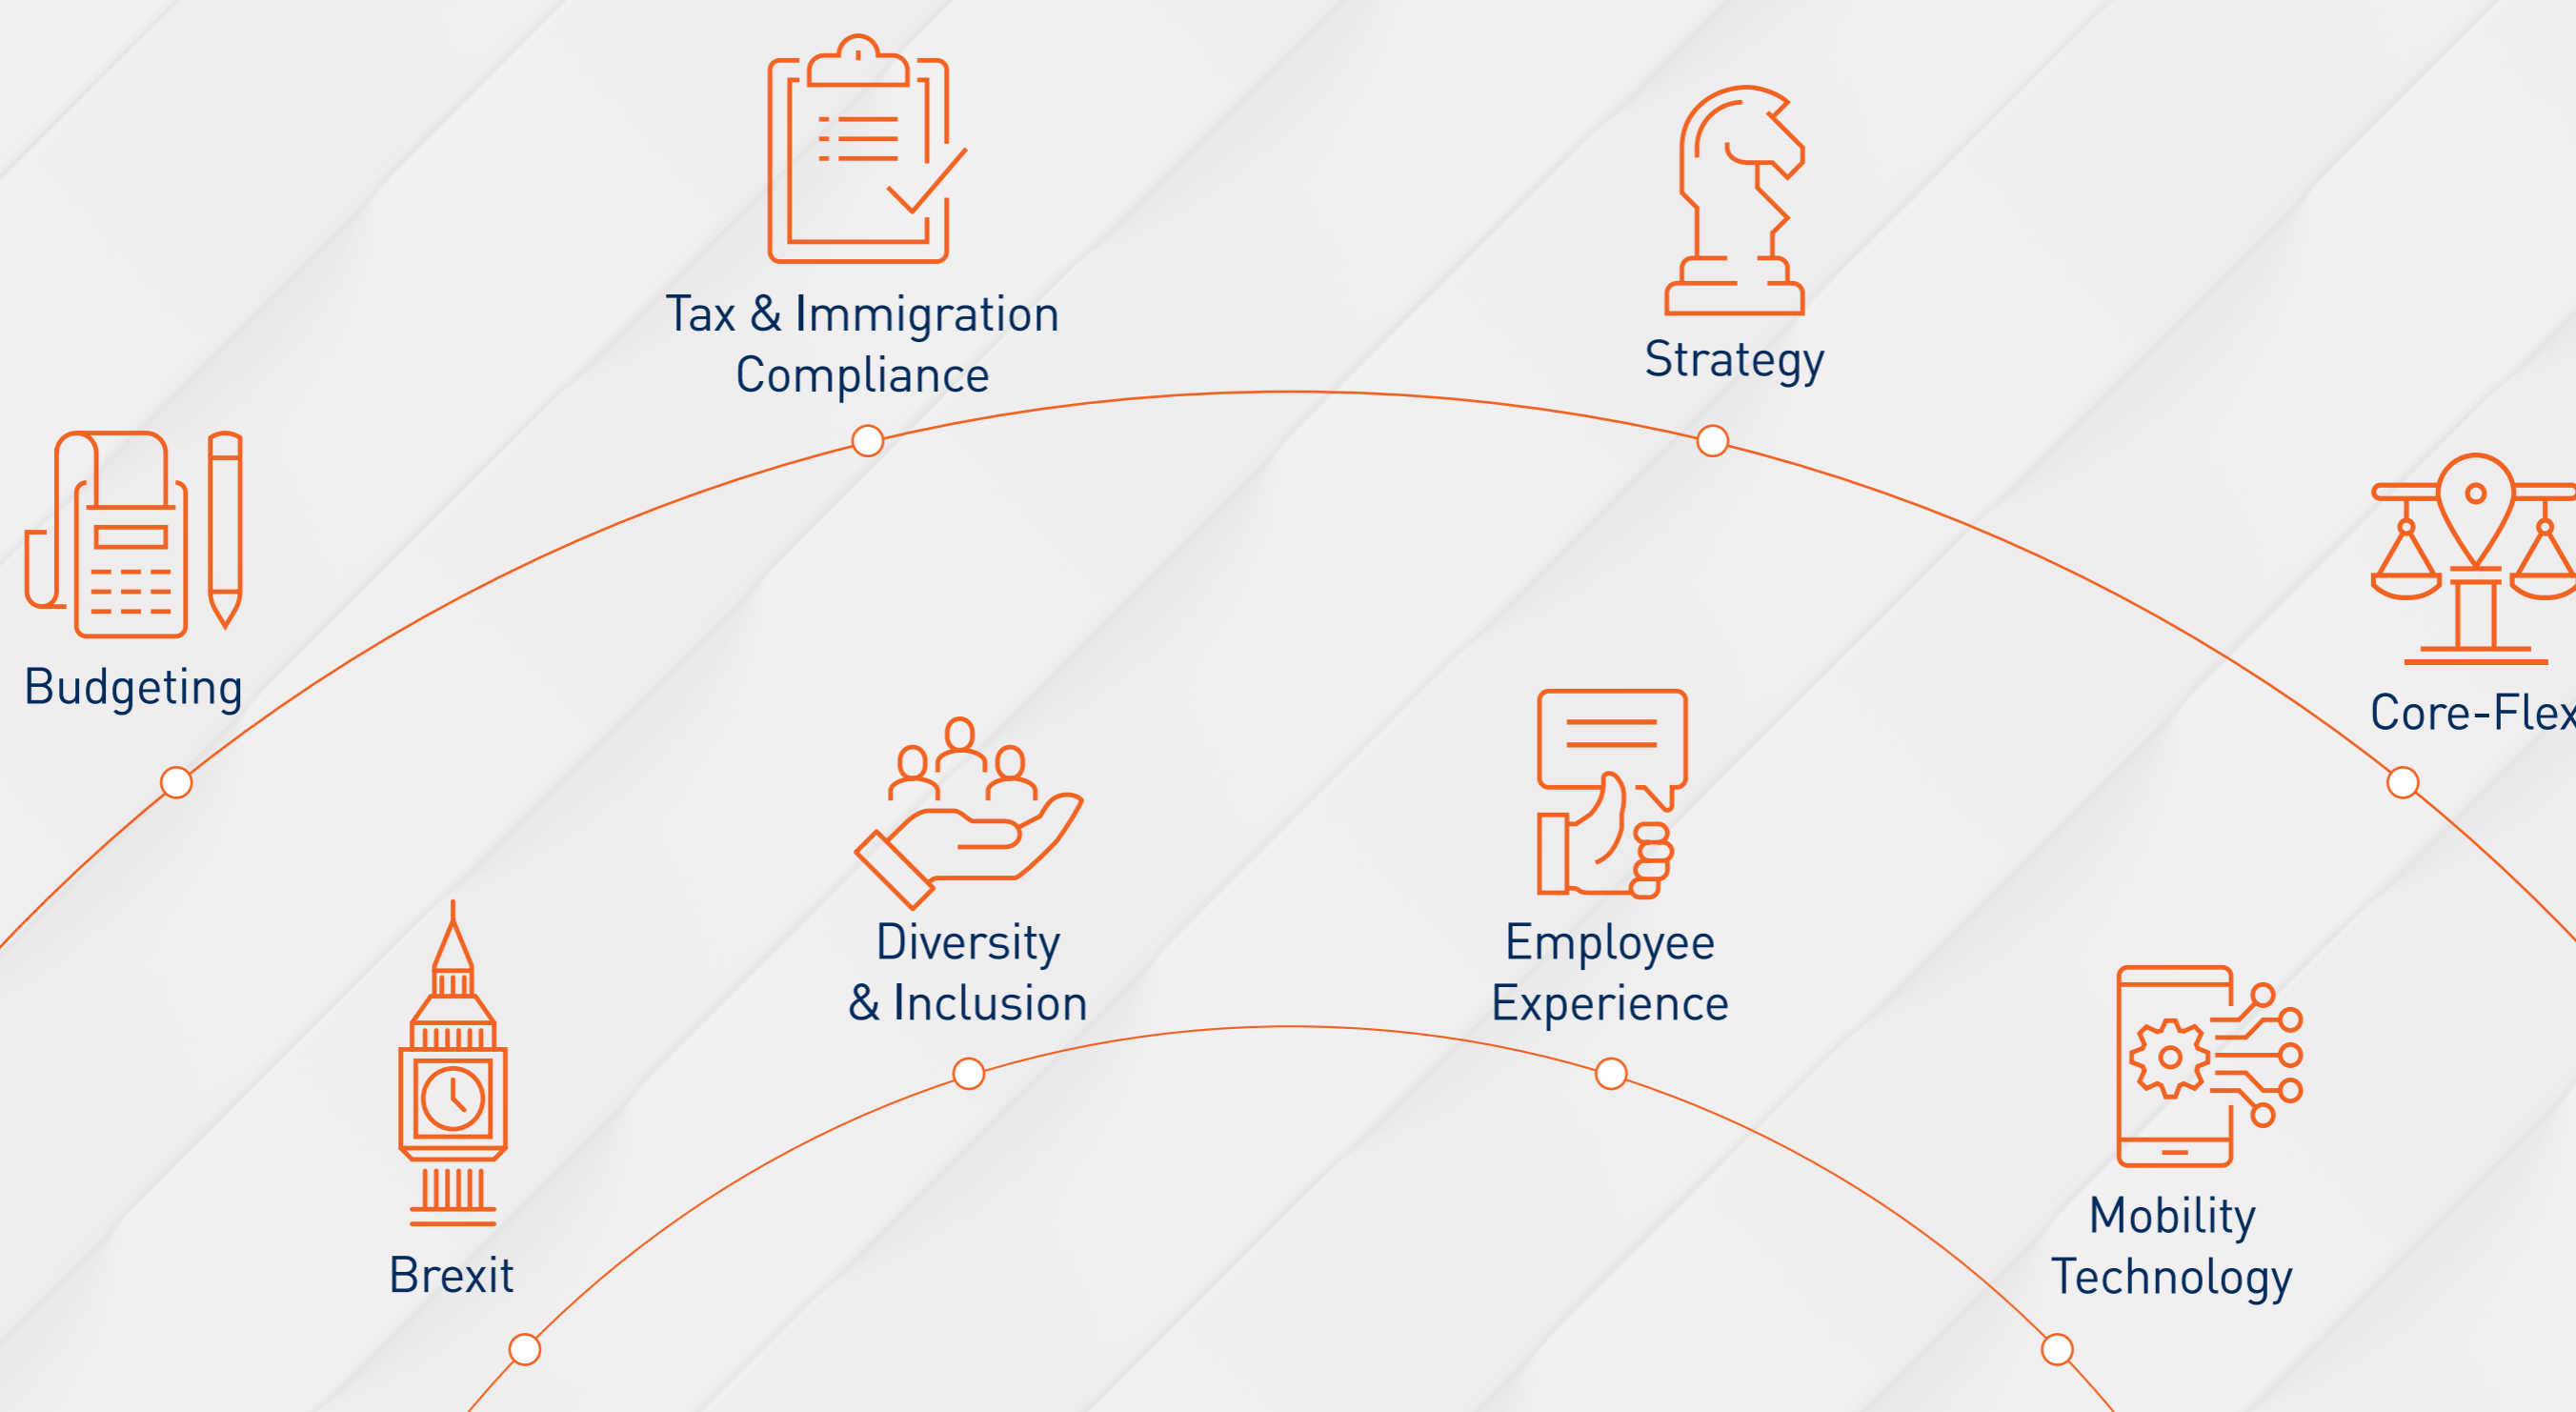 Tax & Immigration
Compliance
Strategy
Budgeting
Core-Flex
Diversity
& Inclusion
Employee
Experience
Brexit
Mobility
Technology